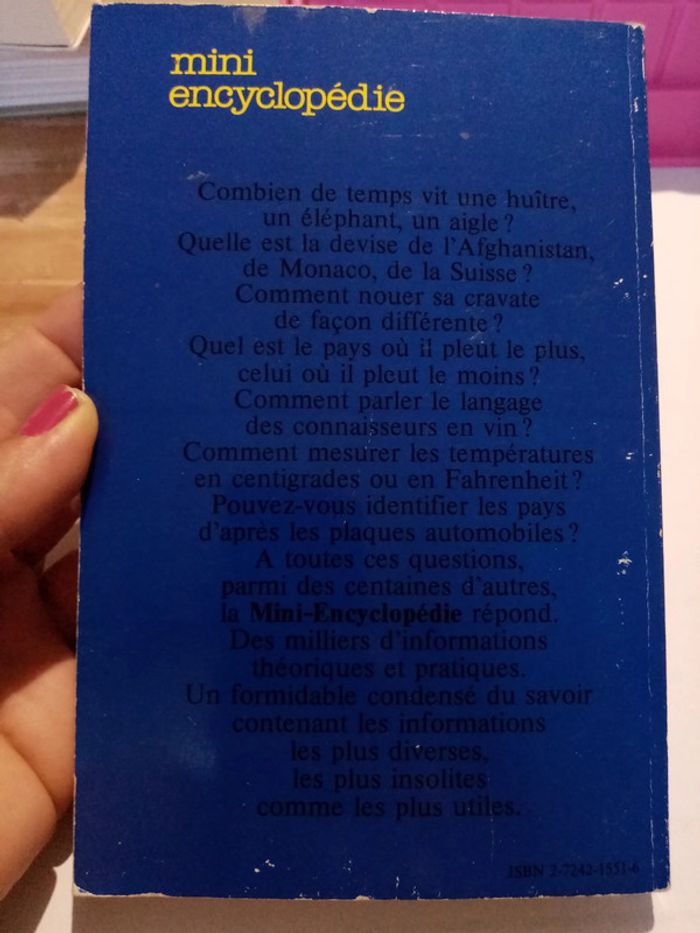 mini
encyclopédie
Combien de temps vit une huître,
un éléphant, un aigle ?
Quelle est la devise de l'Afghanistan,
de Monaco, de la Suisse ?
Comment nouer sa cravate
de façon différente ?
Quel est le pays où il pleut le plus,
celui où il pleut le moins ?
Comment parler le langage
des connaisseurs en vin ?
Comment mesurer les températures
en centigrades ou en Fahrenheit ?
Pouvez-vous identifier les pays
d'après les plaques automobiles ?
A toutes ces questions,
parmi des centaines d'autres,
la Mini-Encyclopédie répond.
Des milliers d'informations
théoriques et pratiques.
Un formidable condensé du savoir
contenant les informations
les plus diverses,
les plus insolites
comme les plus utiles.
ISBN 2-7242-1551-6